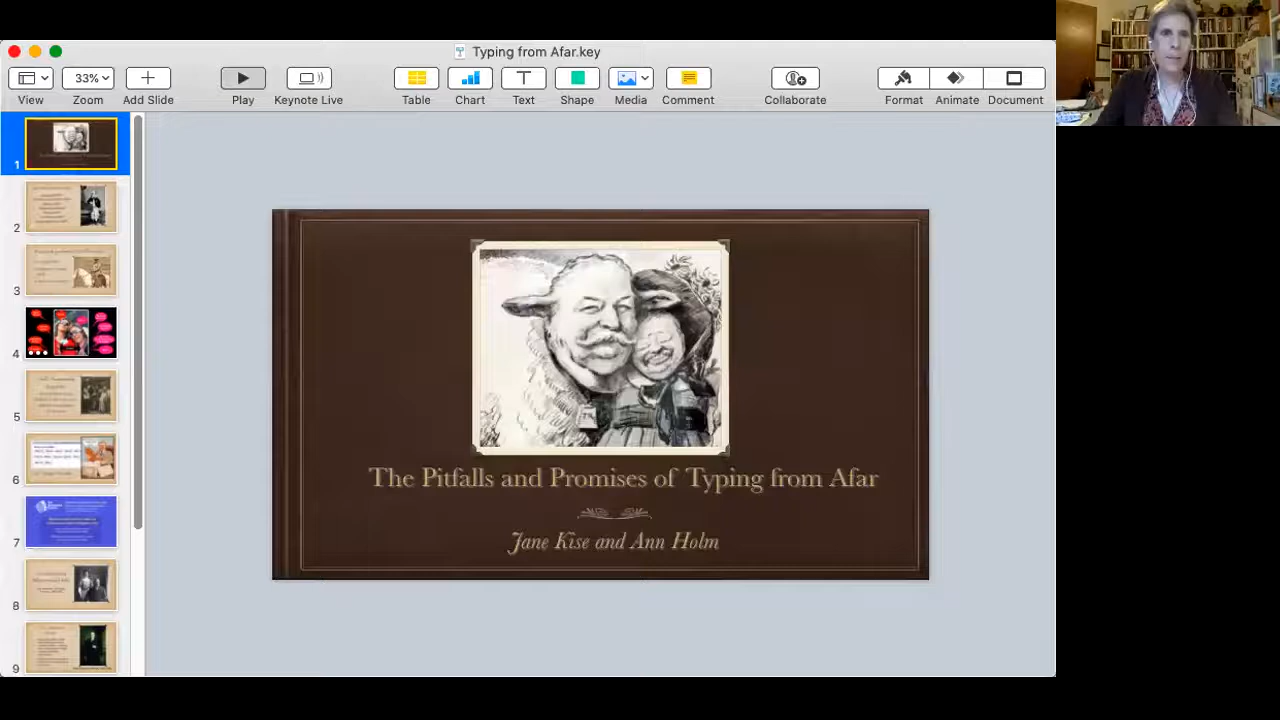 Typing from Afar.key
33%
View
Zoom
Add Slide
Play
Keynote Live
Table
Chart
Text
Shape
Media
Comment
Collaborate
Format
Animate
Document
1
2
3
4
5
6
7
8
9
The Pitfalls and Promises of Typing from Afar
Jane Kise and Ann Holm